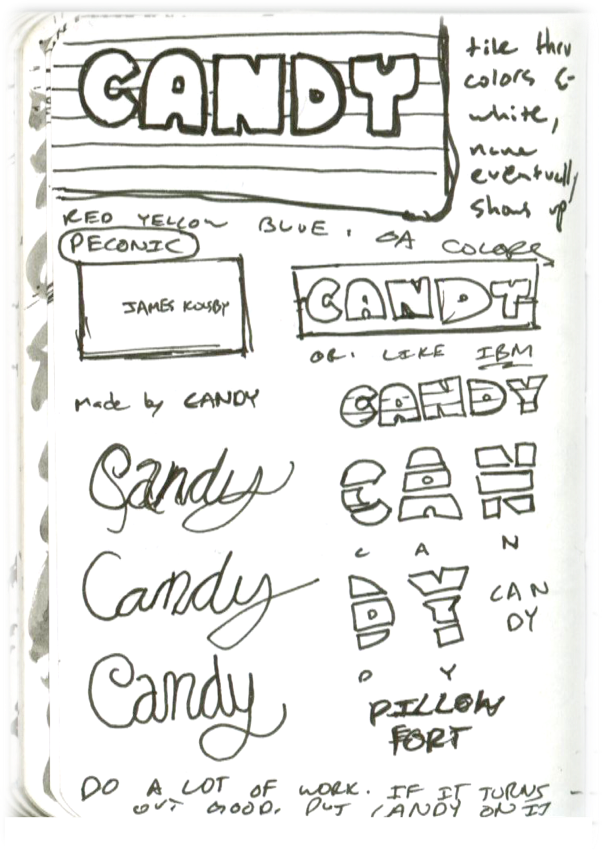 CANDY
tile thru
colors &
white,
name
eventually
shows up
RED YELLOW BLUE. OA COLORS
PECONIC
JAMES
CANDY
OR. LIKE IBM
Made by CANDY
CANDY
Candy
CAN
C A N
Candy
DY
CAN
DY
D Y
Candy
PILLOW
FORT
DO A LOT OF WORK. IF IT TURNS
OUT GOOD. PUT CANDY ON IT